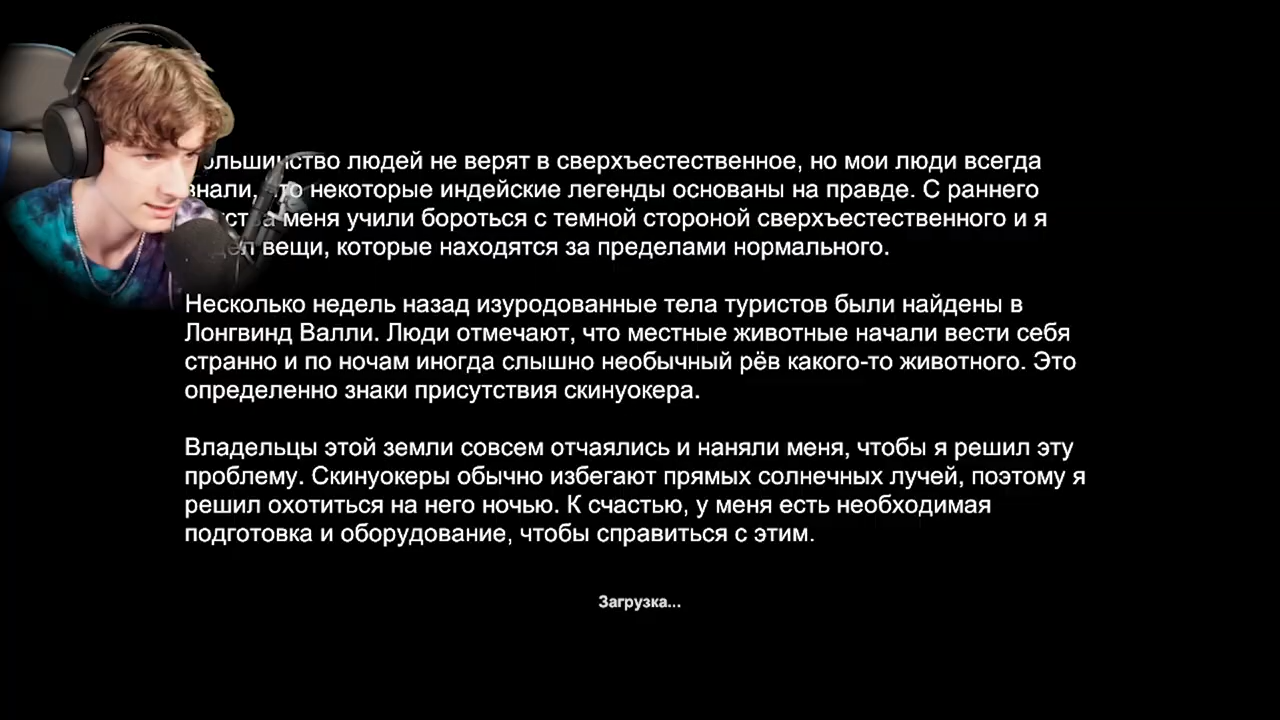 людей не верят в сверхъестественное, но мои люди всегда
некоторые индейские легенды основаны на правде. С раннего
меня учили бороться с темной стороной сверхъестественного и я
вещи, которые находятся за пределами нормального.
Несколько недель назад изуродованные тела туристов были найдены в
Лонгвинд Валли. Люди отмечают, что местные животные начали вести себя
странно и по ночам иногда слышно необычный рёв какого-то животного. Это
определенно знаки присутствия скинуокера.
Владельцы этой земли совсем отчаялись и наняли меня, чтобы я решил эту
проблему. Скинуокеры обычно избегают прямых солнечных лучей, поэтому я
решил охотиться на него ночью. К счастью, у меня есть необходимая
подготовка и оборудование, чтобы справиться с этим.
Загрузка...